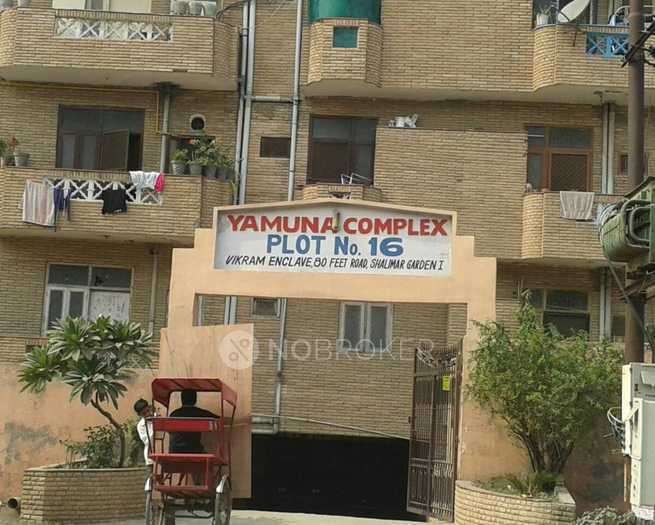 YAMUNA COMPLEX
PLOT No. 16
VIKRAM ENCLAVE, 80 FEET ROAD, SHALIMAR GARDEN I
NOBROKER